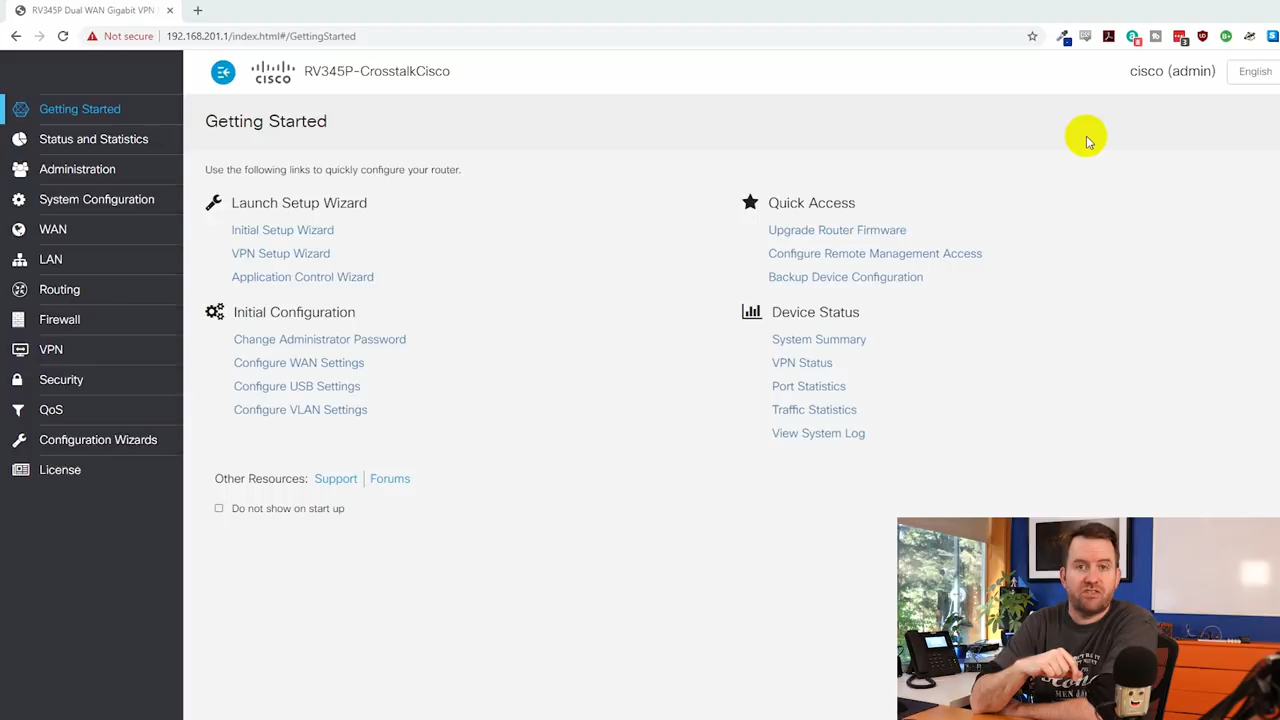 RV345P Dual WAN Gigabit VPN
Not secure 192.168.201.1/index.html#/GettingStarted
cisco RV345P-CrosstalkCisco
cisco (admin) English
Getting Started
Status and Statistics
Administration
System Configuration
WAN
LAN
Routing
Firewall
VPN
Security
QoS
Configuration Wizards
License
Getting Started
Use the following links to quickly configure your router.
Launch Setup Wizard
Initial Setup Wizard
VPN Setup Wizard
Application Control Wizard
Initial Configuration
Change Administrator Password
Configure WAN Settings
Configure USB Settings
Configure VLAN Settings
Quick Access
Upgrade Router Firmware
Configure Remote Management Access
Backup Device Configuration
Device Status
System Summary
VPN Status
Port Statistics
Traffic Statistics
View System Log
Other Resources: Support | Forums
Do not show on start up